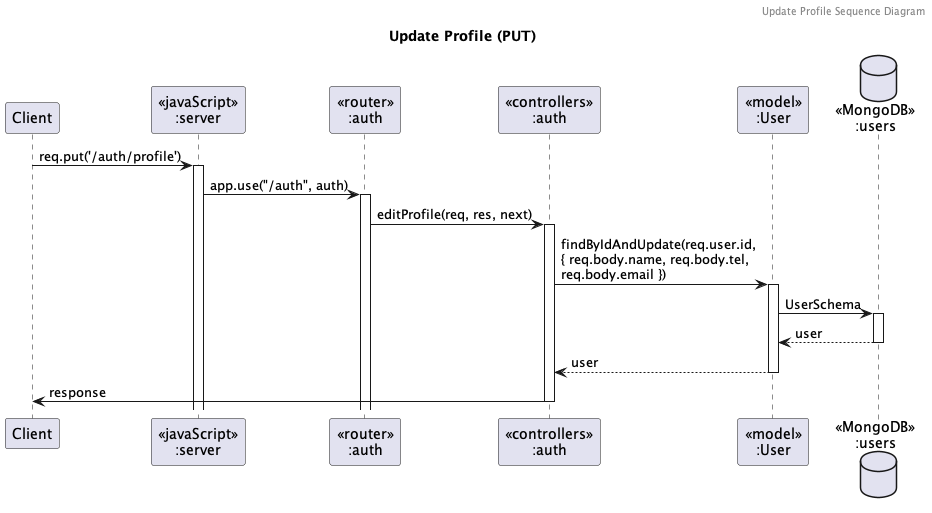 Update Profile Sequence Diagram
Update Profile (PUT)
Client
«javaScript»
:server
«router»
:auth
«controllers»
:auth
«model»
:User
«MongoDB»
:users
req.put('/auth/profile')
app.use("/auth", auth)
editProfile(req, res, next)
findByIdAndUpdate(req.user.id,
{ req.body.name, req.body.tel,
req.body.email })
UserSchema
user
user
response
Client
«javaScript»
:server
«router»
:auth
«controllers»
:auth
«model»
:User
«MongoDB»
:users